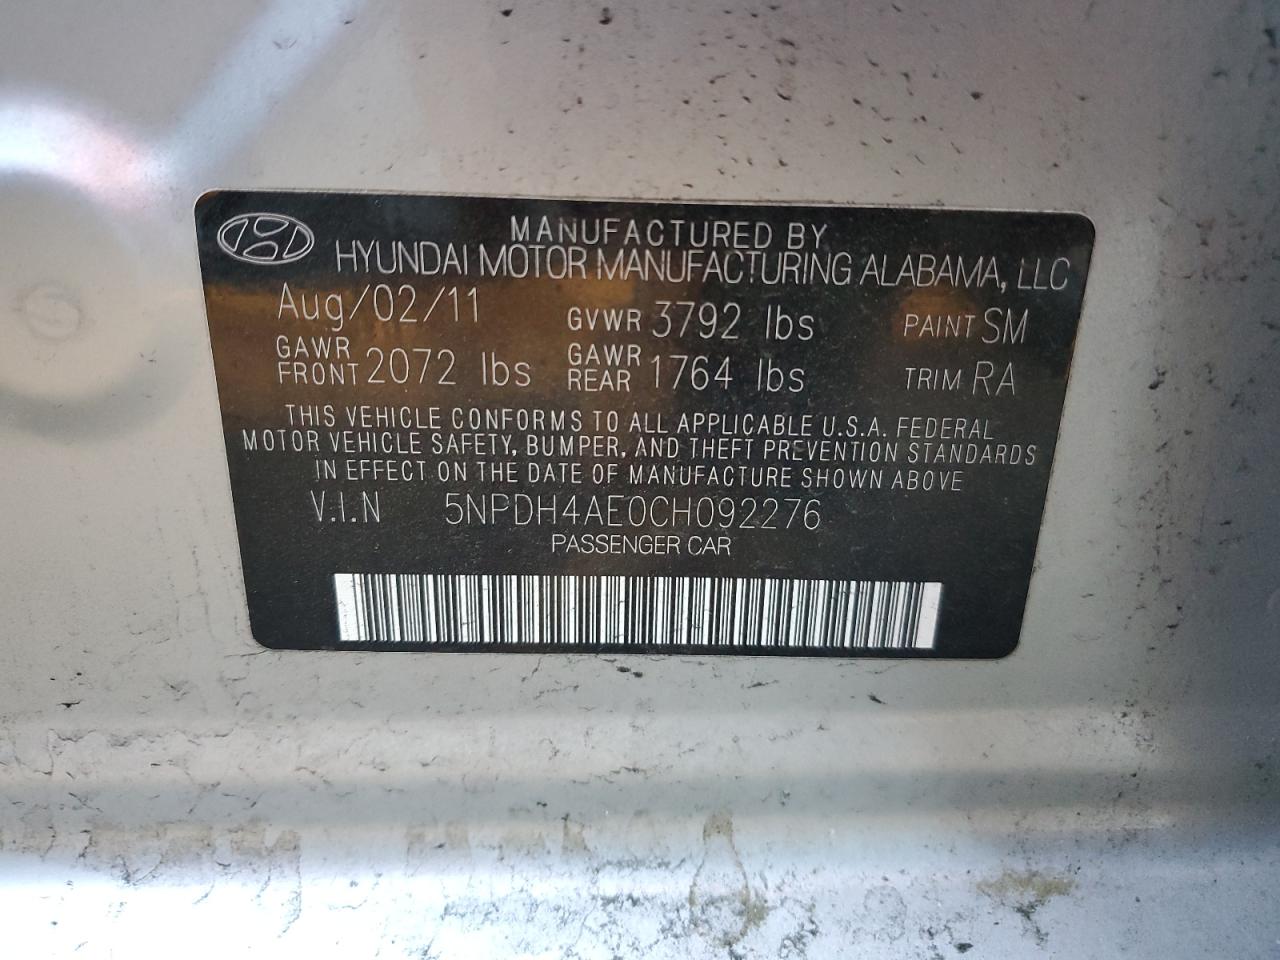 MANUFACTURED BY
HYUNDAI MOTOR MANUFACTURING ALABAMA, LLC
Aug/02/11 GVWR 3792 lbs PAINT SM
GAWR FRONT 2072 lbs GAWR REAR 1764 lbs TRIM RA
THIS VEHICLE CONFORMS TO ALL APPLICABLE U.S.A. FEDERAL
MOTOR VEHICLE SAFETY, BUMPER, AND THEFT PREVENTION STANDARDS
IN EFFECT ON THE DATE OF MANUFACTURE SHOWN ABOVE
V.I.N 5NPDH4AE0CH092276
PASSENGER CAR